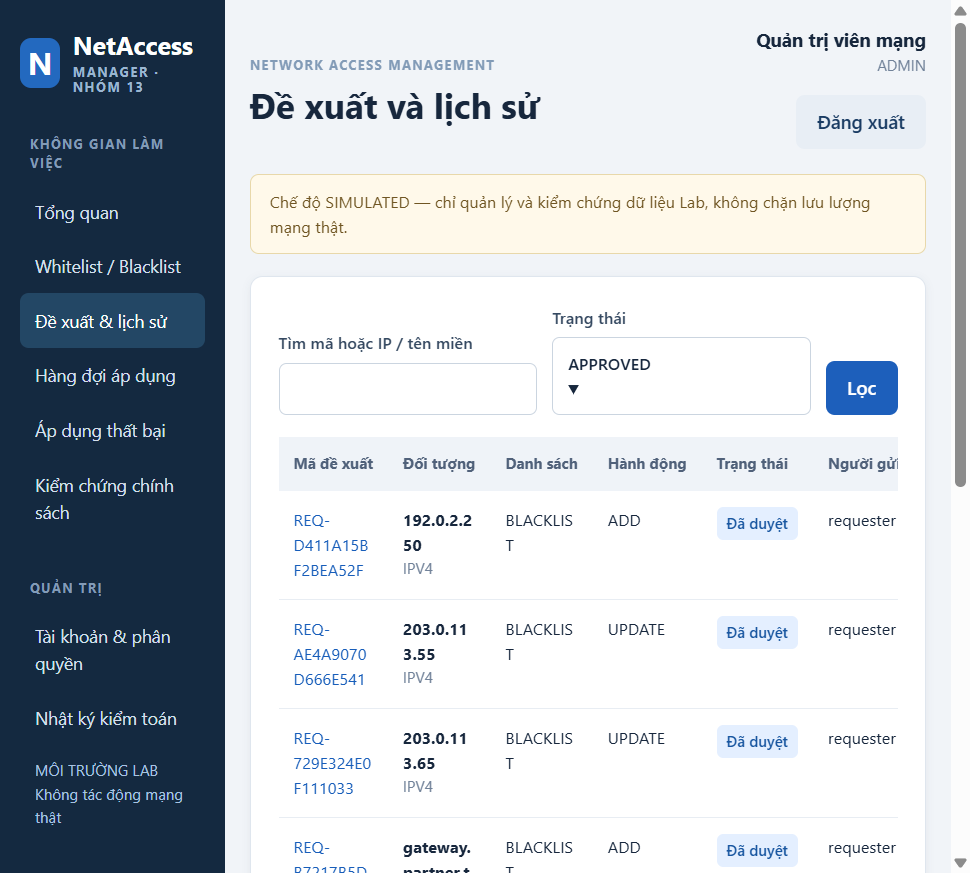 N
NetAccess
MANAGER ·
NHÓM 13
KHÔNG GIAN LÀM
VIỆC
Tổng quan
Whitelist / Blacklist
Đề xuất & lịch sử
Hàng đợi áp dụng
Áp dụng thất bại
Kiểm chứng chính
sách
QUẢN TRỊ
Tài khoản & phân
quyền
Nhật ký kiểm toán
MÔI TRƯỜNG LAB
Không tác động mạng
thật
NETWORK ACCESS MANAGEMENT
Đề xuất và lịch sử
Quản trị viên mạng
ADMIN
Đăng xuất
Chế độ SIMULATED — chỉ quản lý và kiểm chứng dữ liệu Lab, không chặn lưu lượng
mạng thật.
Tìm mã hoặc IP / tên miền
Trạng thái
APPROVED
▼
Lọc
Mã đề xuất Đối tượng Danh sách Hành động Trạng thái Người gửi
REQ-
D411A15B
F2BEA52F
192.0.2.2
50
IPV4
BLACKLIS
T
ADD
Đã duyệt
requester
REQ-
AE4A9070
D666E541
203.0.11
3.55
IPV4
BLACKLIS
T
UPDATE
Đã duyệt
requester
REQ-
729E324E0
F111033
203.0.11
3.65
IPV4
BLACKLIS
T
UPDATE
Đã duyệt
requester
REQ-
B7217B5D
gateway.
partner.t
BLACKLIS
T
ADD
Đã duyệt
requester